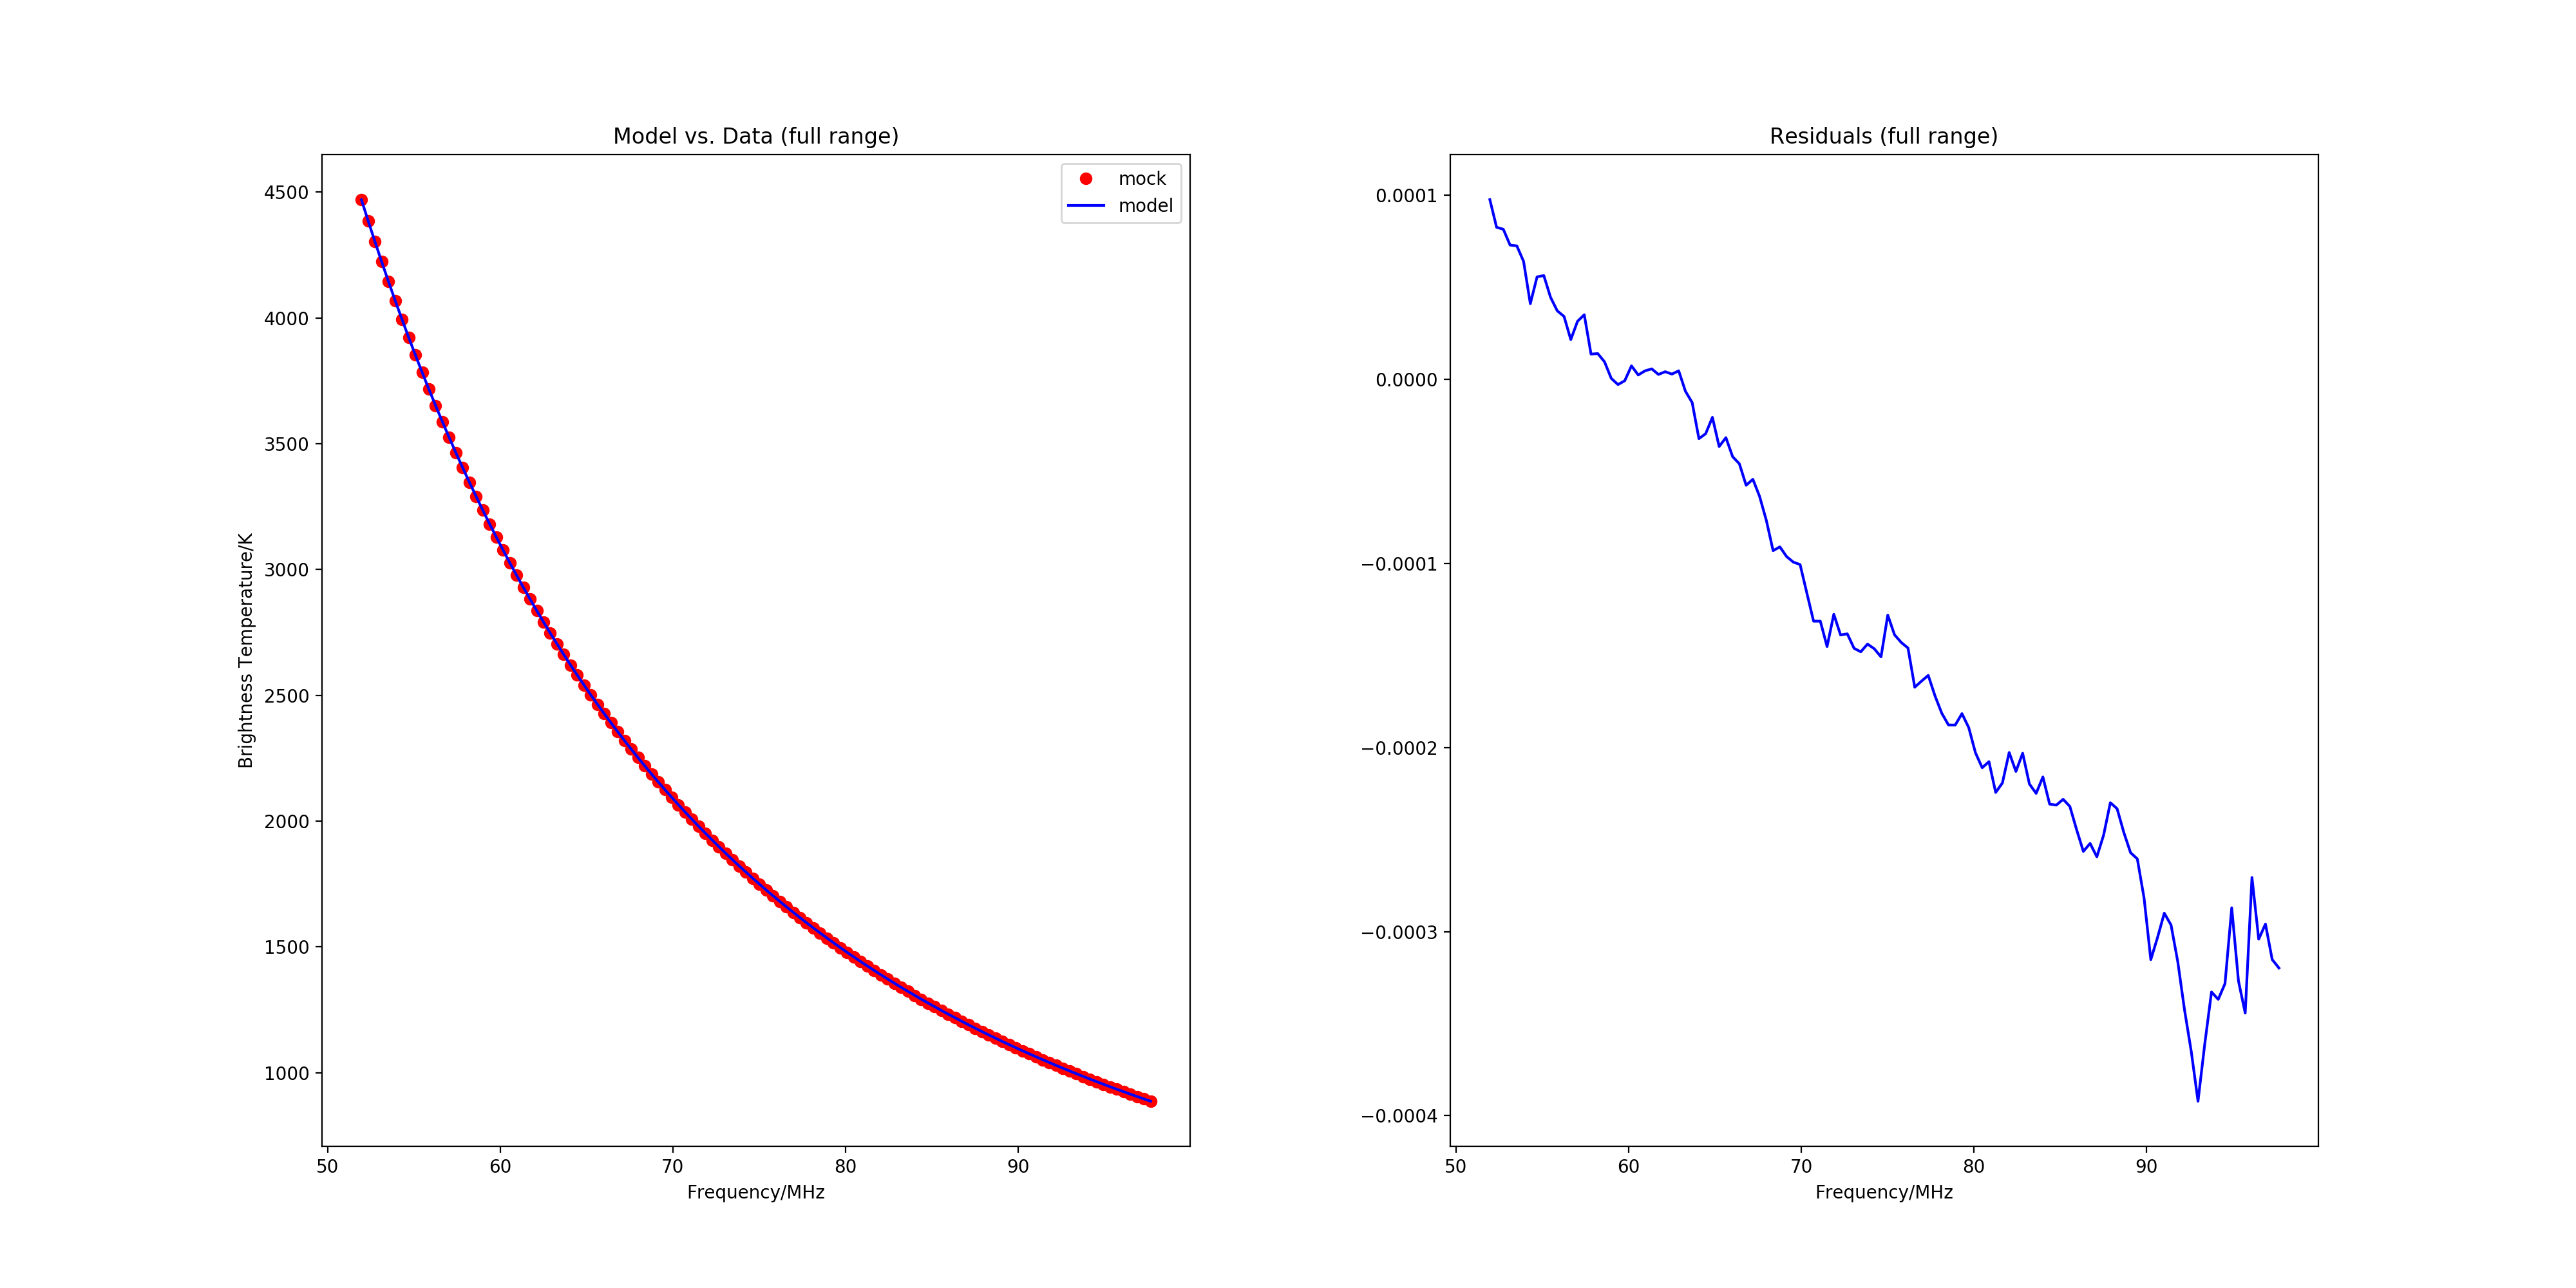 Model vs. Data (full range)
mock
model
4500
4000
3500
3000
2500
2000
1500
1000
Brightness Temperature/K
50 60 70 80 90
Frequency/MHz
Residuals (full range)
0.0001
0.0000
−0.0001
−0.0002
−0.0003
−0.0004
50 60 70 80 90
Frequency/MHz